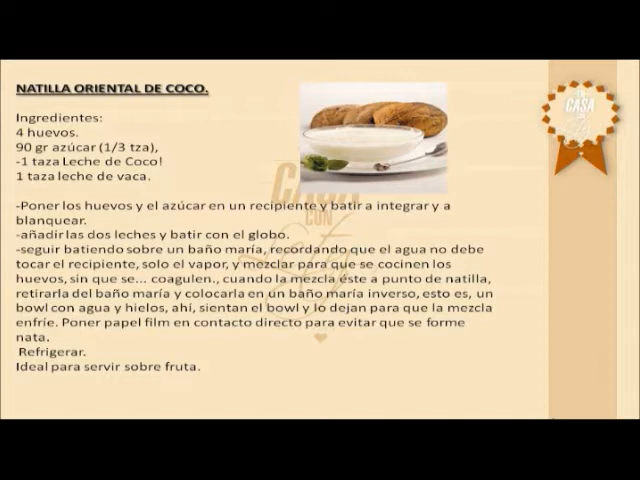 NATILLA ORIENTAL DE COCO.
Ingredientes:
4 huevos.
90 gr azúcar (1/3 tza),
-1 taza Leche de Coco!
1 taza leche de vaca.
-Poner los huevos y el azúcar en un recipiente y batir a integrar y a
blanquear.
-añadir las dos leches y batir con el globo.
-seguir batiendo sobre un baño maría, recordando que el agua no debe
tocar el recipiente, solo el vapor, y mezclar para que se cocinen los
huevos, sin que se... coagulen., cuando la mezcla éste a punto de natilla,
retirarla del baño maría y colocarla en un baño maría inverso, esto es, un
bowl con agua y hielos, ahí, sientan el bowl y lo dejan para que la mezcla
enfríe. Poner papel film en contacto directo para evitar que se forme
nata.
Refrigerar.
Ideal para servir sobre fruta.
CASA
CASA
CON